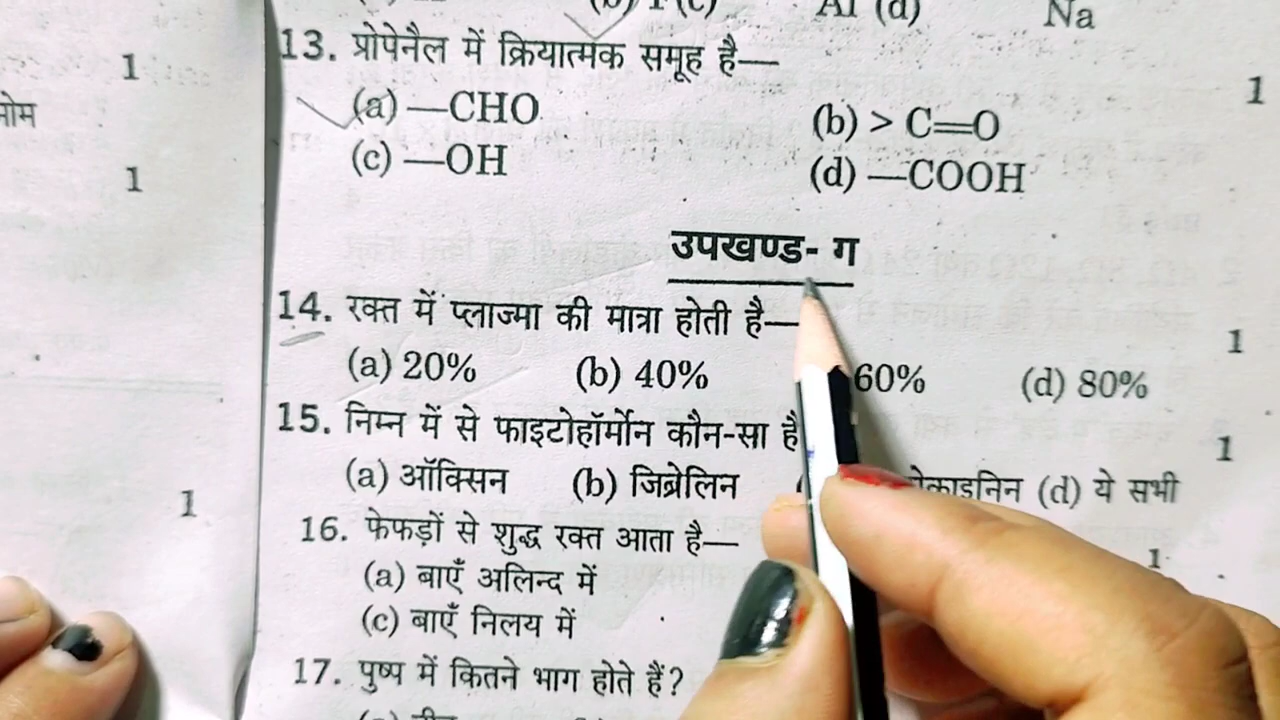 Al (d) Na
1
13. प्रोपेनैल में क्रियात्मक समूह है—
1
(a) —CHO (b) > C=O
1
(c) —OH (d) —COOH
उपखण्ड- ग
14. रक्त में प्लाज्मा की मात्रा होती है—
1
(a) 20% (b) 40% 60% (d) 80%
15. निम्न में से फाइटोहॉर्मोन कौन-सा है
1
(a) ऑक्सिन (b) जिब्रेलिन (d) ये सभी
1
16. फेफड़ों से शुद्ध रक्त आता है—
1
(a) बाएँ अलिन्द में
(c) बाएँ निलय में
17. पुष्प में कितने भाग होते हैं?